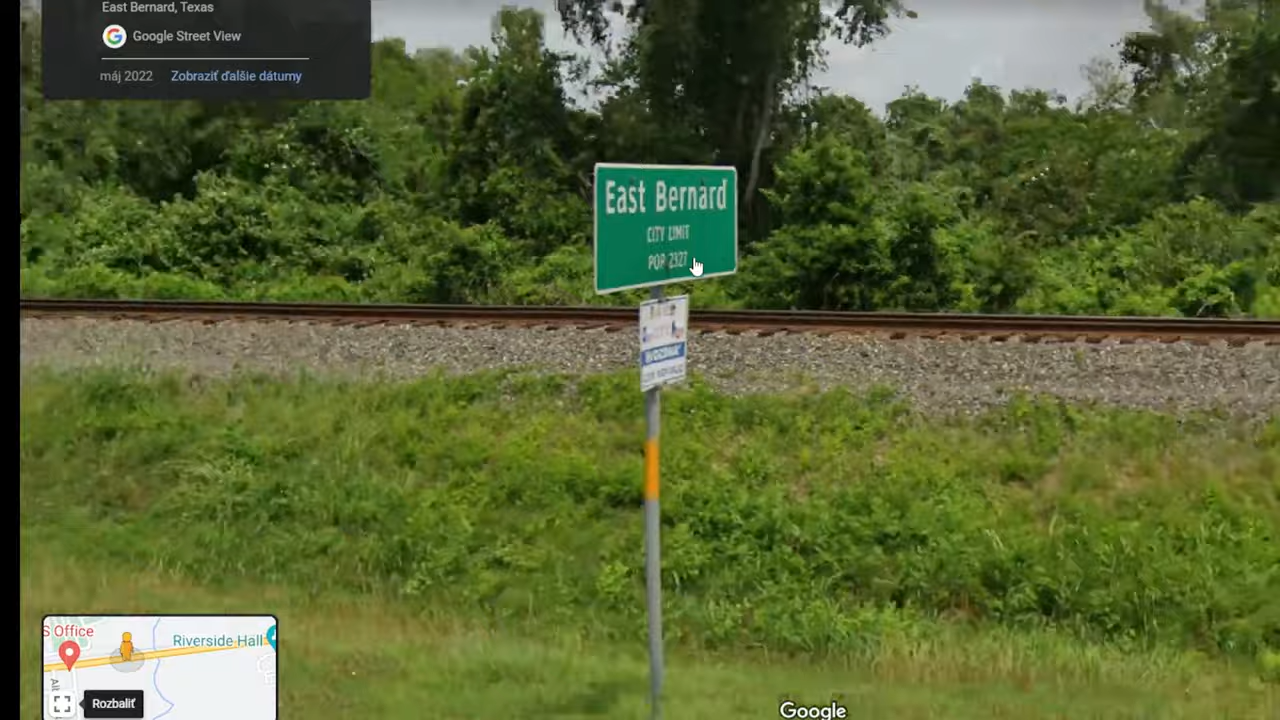 East Bernard, Texas
Google Street View
máj 2022 Zobraziť ďalšie dátumy
East Bernard
CITY LIMIT
POP 2327
S Office
Riverside Hall
Rozbaliť
Google